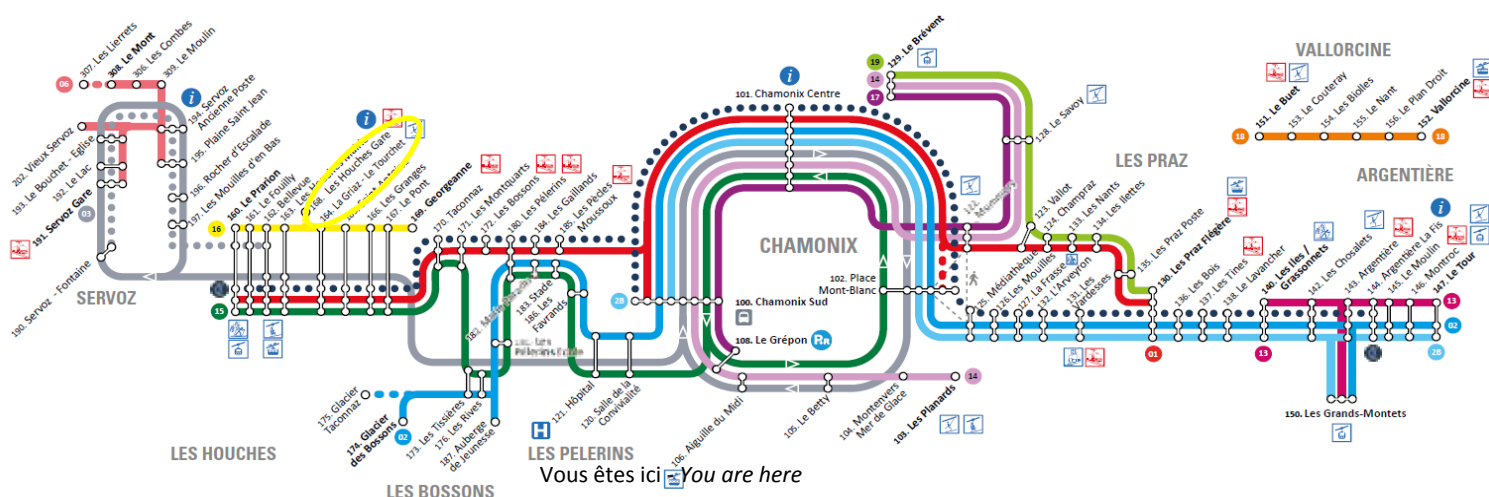 06
307. Les Lierrets
308. Le Mont
306. Les Combes
309. Le Moulin
202. Vieux Servoz
193. Le Bouchet - Eglise
192. Le Lac
191. Servoz Gare
03
190. Servoz - Fontaine
SERVOZ
194. Servoz
Ancienne Poste
195. Plaine Saint Jean
196. Rocher d'Escalade
197. Les Mouilles d'en Bas
16
15
160. Le Prarion
161. Le Fouilly
162. Bellevue
168. Les Houches Gare
164. La Griaz - Le Tourchet
166. Les Granges
167. Le Pont
169. Georgeanne
LES HOUCHES
170. Taconnaz
171. Les Montquarts
172. Les Bossons
180. Les Pèlerins
184. Les Gaillands
185. Les Pècles
Moussoux
183. Stade
186. Les
Favrands
175. Glacier
Taconnaz
174. Glacier
des Bossons
02
173. Les Tissières
176. Les Rives
187. Auberge
de Jeunesse
LES BOSSONS
121. Hôpital
120. Salle de la
Convivialité
H
LES PELERINS
Vous êtes ici - You are here
2B
101. Chamonix Centre
CHAMONIX
102. Place
Mont-Blanc
100. Chamonix Sud
108. Le Grépon
106. Aiguille du Midi
105. Le Betty
104. Montenvers
Mer de Glace
103. Les Planards
14
19
14
17
129. Le Brévent
128. Le Savoy
123. Vallot
124. Champraz
133. Les Nants
134. Les Ilettes
135. Les Praz Poste
130. Les Praz Flégère
LES PRAZ
125. Médiathèque
126. Les Mouilles
127. La Frasse
132. L'Arveyron
131. Les
Vardesses
01
136. Les Bois
137. Les Tines
138. Le Lavancher
140. Les Iles /
Grassonnets
142. Les Chosalets
143. Argentière
144. Argentière La Fis
145. Le Moulin
146. Montroc
147. Le Tour
13
02
2B
13
150. Les Grands-Montets
ARGENTIÈRE
VALLORCINE
18
151. Le Buet
153. Le Couteray
154. Les Biolles
155. Le Nant
156. Le Plan Droit
152. Vallorcine
18